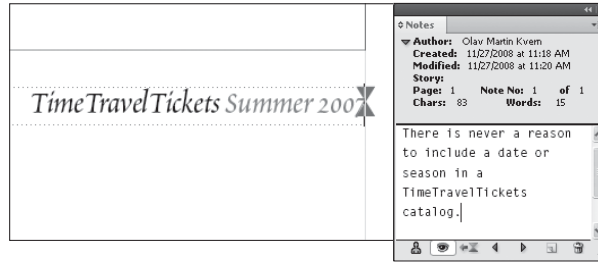 TimeTravelTickets Summer 2007
Notes
Author: Olav Martin Kvern
Created: 11/27/2008 at 11:18 AM
Modified: 11/27/2008 at 11:20 AM
Story:
Page: 1 Note No: 1 of 1
Chars: 83 Words: 15
There is never a reason
to include a date or
season in a
TimeTravelTickets
catalog.